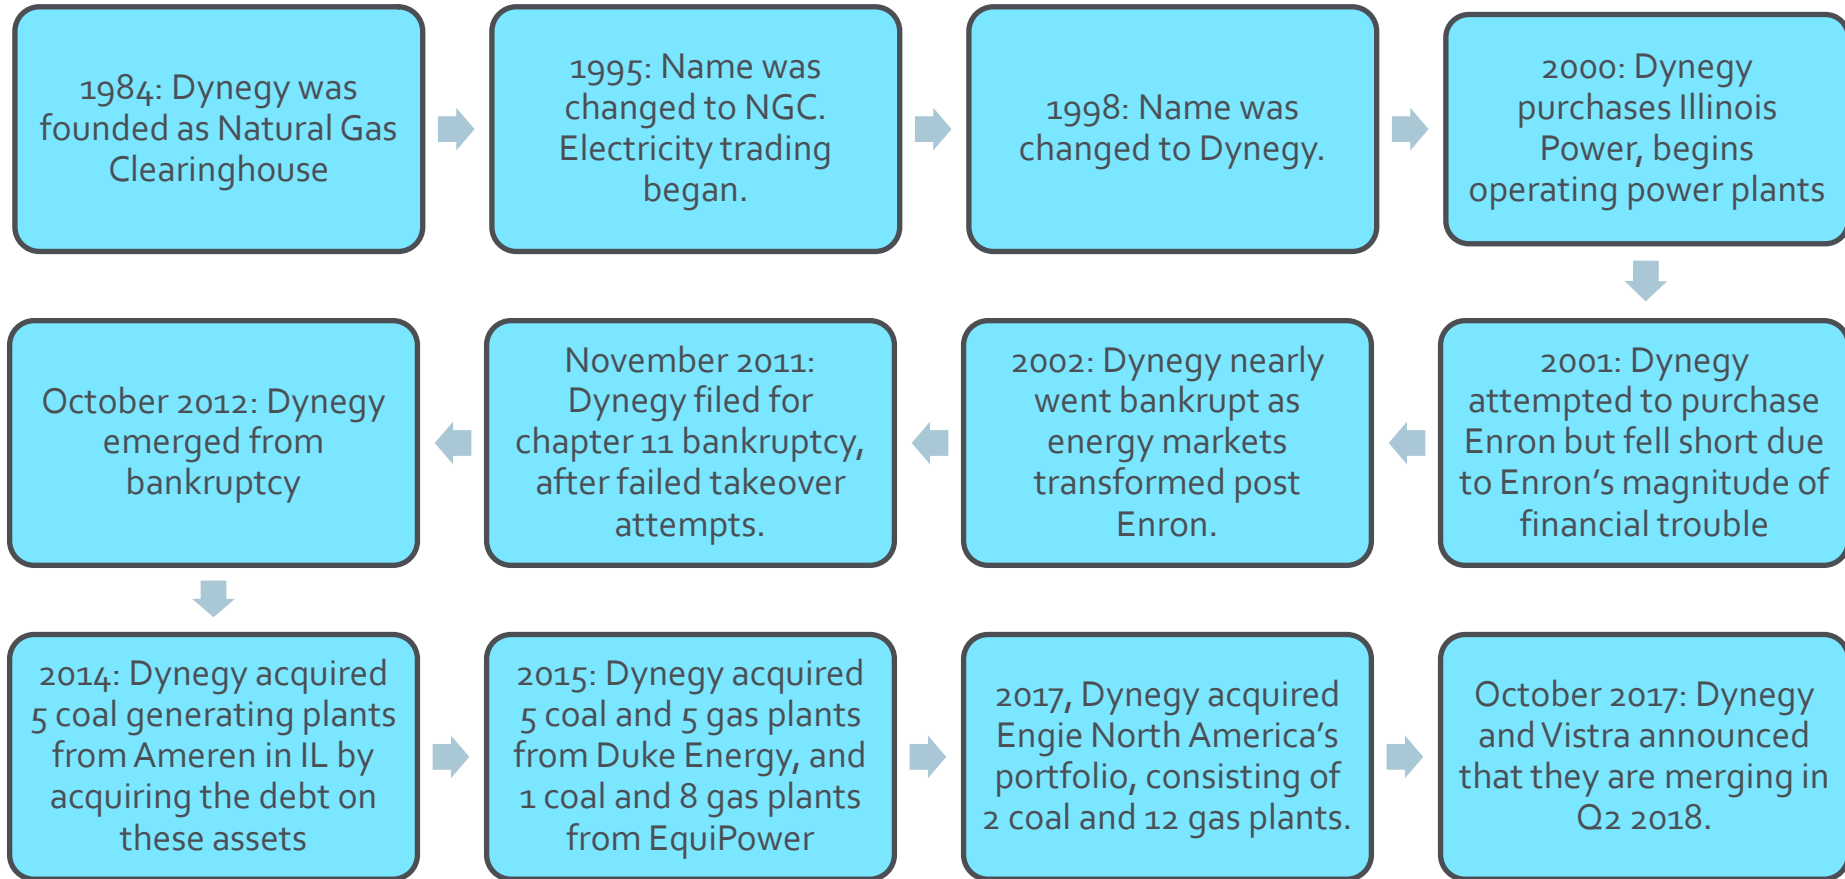 1984: Dynegy was
founded as Natural Gas
Clearinghouse
1995: Name was
changed to NGC.
Electricity trading
began.
1998: Name was
changed to Dynegy.
2000: Dynegy
purchases Illinois
Power, begins
operating power plants
2001: Dynegy
attempted to purchase
Enron but fell short due
to Enron’s magnitude of
financial trouble
2002: Dynegy nearly
went bankrupt as
energy markets
transformed post
Enron.
November 2011:
Dynegy filed for
chapter 11 bankruptcy,
after failed takeover
attempts.
October 2012: Dynegy
emerged from
bankruptcy
2014: Dynegy acquired
5 coal generating plants
from Ameren in IL by
acquiring the debt on
these assets
2015: Dynegy acquired
5 coal and 5 gas plants
from Duke Energy, and
1 coal and 8 gas plants
from EquiPower
2017, Dynegy acquired
Engie North America’s
portfolio, consisting of
2 coal and 12 gas plants.
October 2017: Dynegy
and Vistra announced
that they are merging in
Q2 2018.